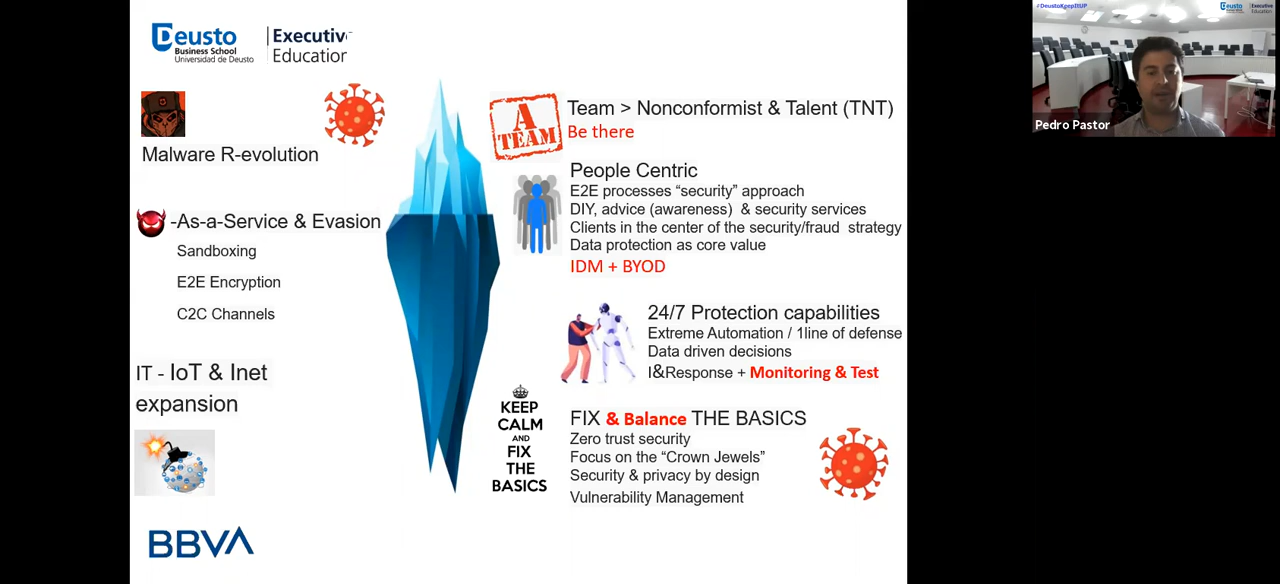 Deusto
Business School
Universidad de Deusto
Executive
Education
Malware R-evolution
-As-a-Service & Evasion
Sandboxing
E2E Encryption
C2C Channels
IT - IoT & Inet
expansion
BBVA
A
TEAM
Team > Nonconformist & Talent (TNT)
Be there
People Centric
E2E processes “security” approach
DIY, advice (awareness) & security services
Clients in the center of the security/fraud strategy
Data protection as core value
IDM + BYOD
24/7 Protection capabilities
Extreme Automation / 1line of defense
Data driven decisions
I&Response + Monitoring & Test
KEEP
CALM
AND
FIX
THE
BASICS
FIX & Balance THE BASICS
Zero trust security
Focus on the “Crown Jewels”
Security & privacy by design
Vulnerability Management
#DeustoKeepItUP
Deusto
Executive
Education
Pedro Pastor